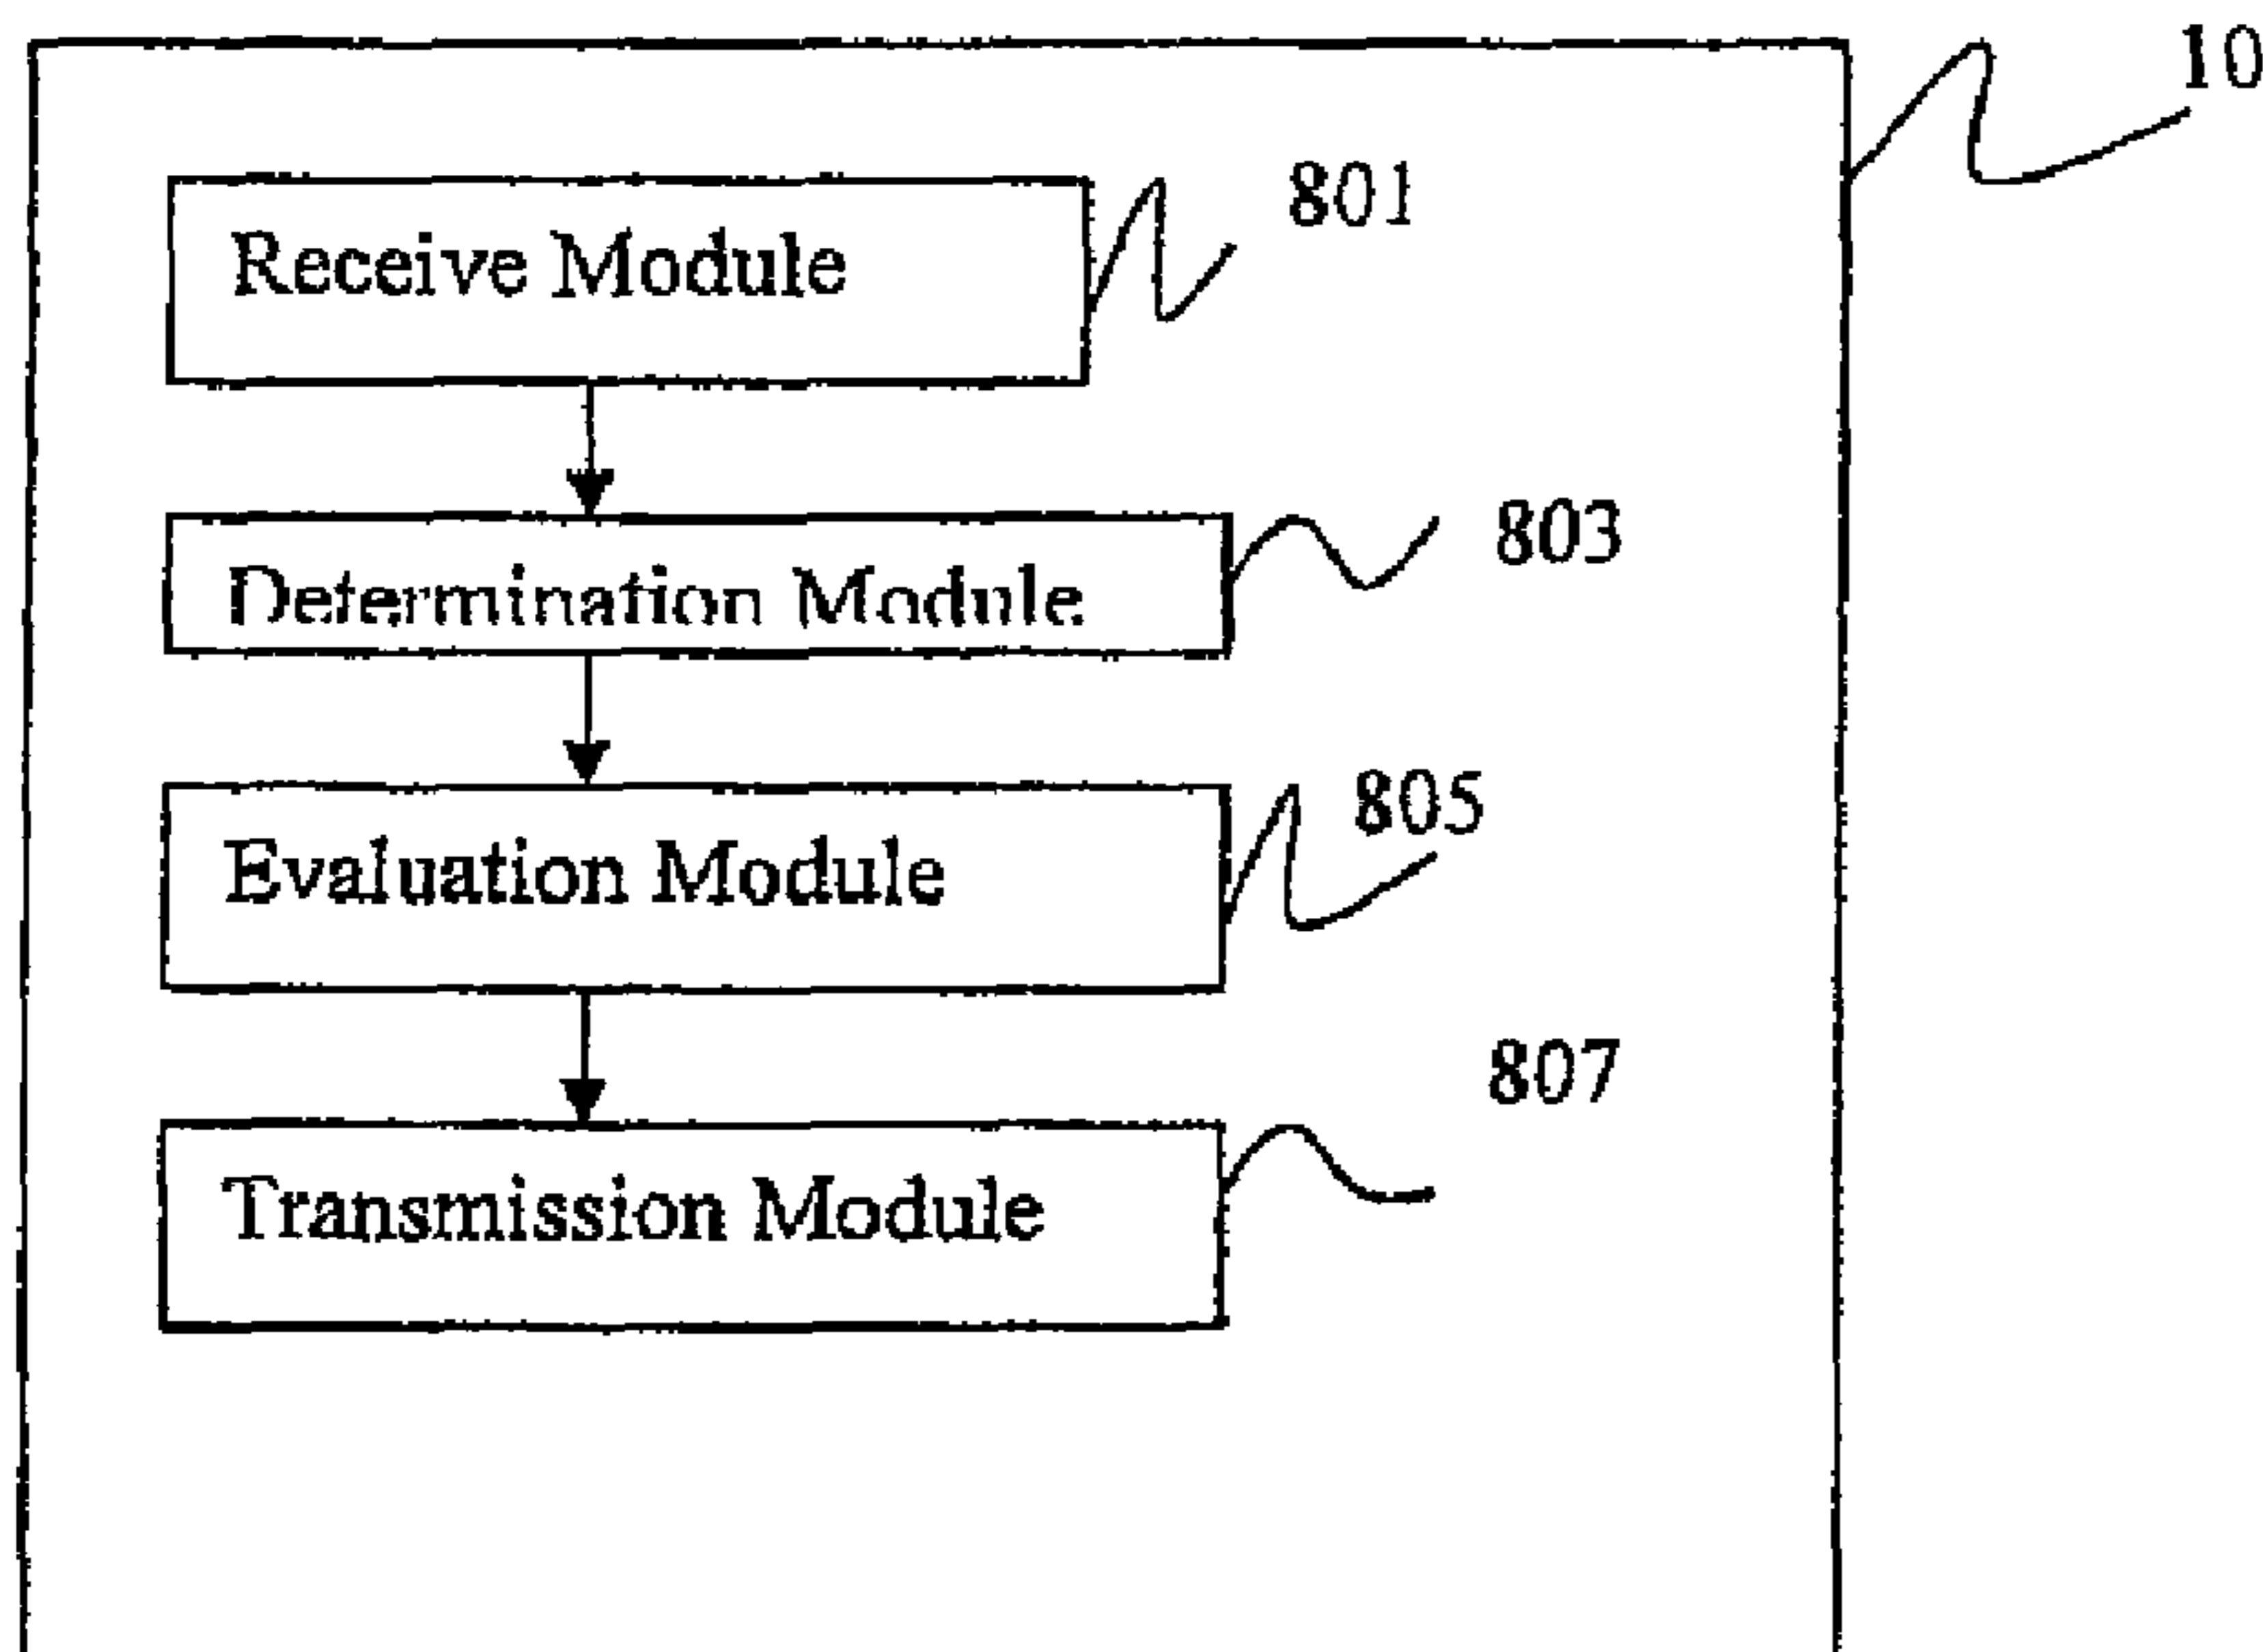 10
Receive Module
801
Determination Module
803
Evaluation Module
805
Transmission Module
807